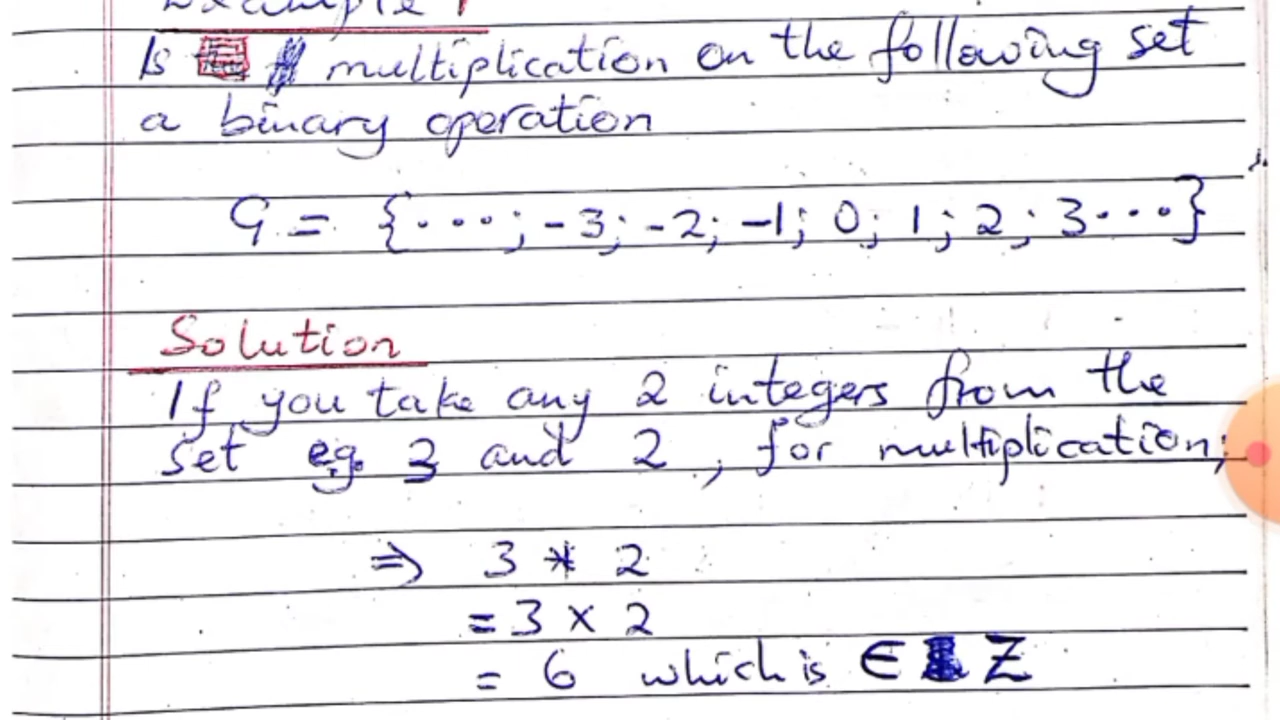 Example 1
Is multiplication on the following set
a binary operation
G = {...; -3; -2; -1; 0; 1; 2; 3...}
Solution
If you take any 2 integers from the
set eg. 3 and 2, for multiplication;
⇒ 3 * 2
= 3 × 2
= 6 which is ∈ Z